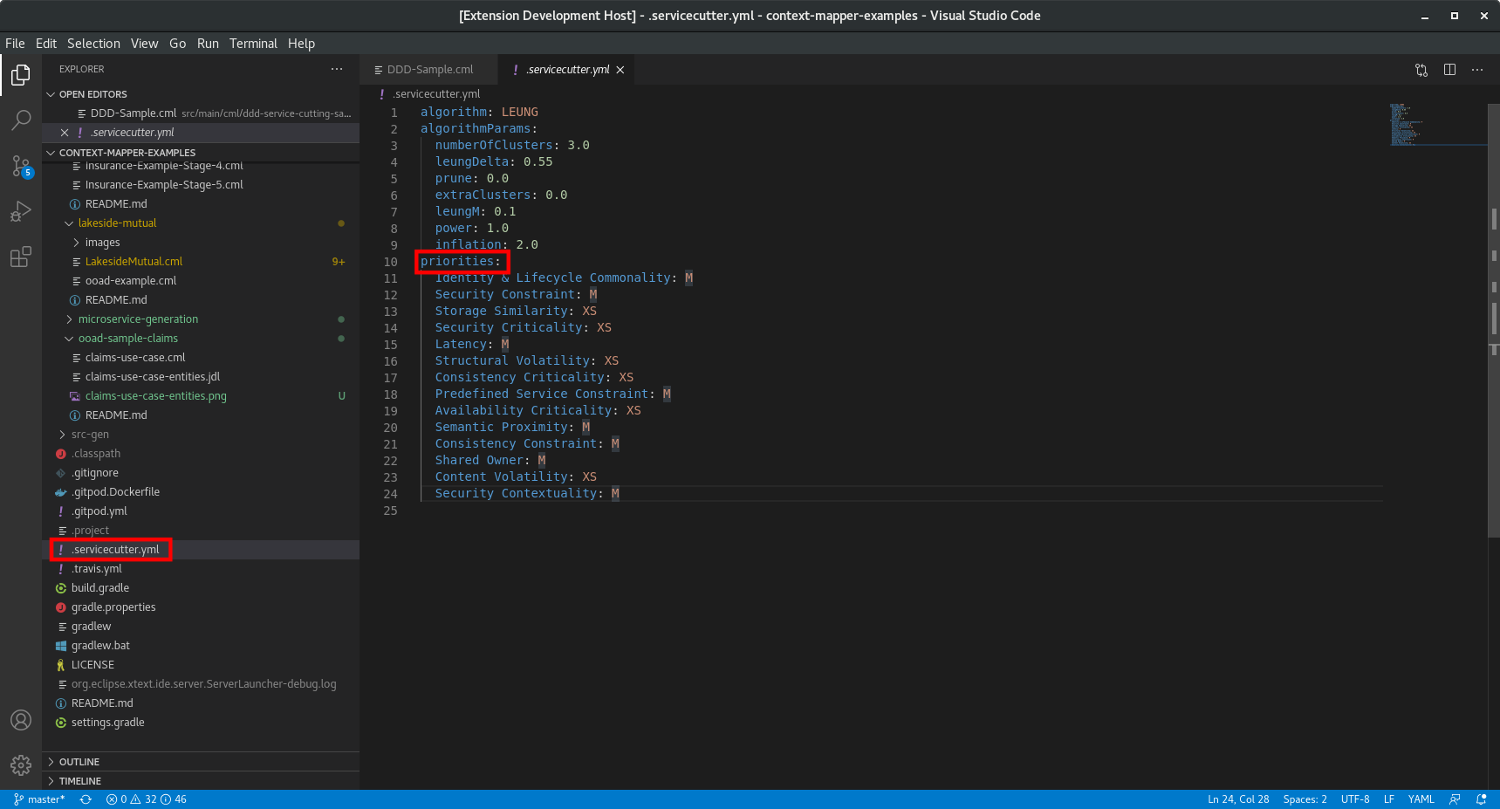 [Extension Development Host] - .servicecutter.yml - context-mapper-examples - Visual Studio Code
File Edit Selection View Go Run Terminal Help
EXPLORER
OPEN EDITORS
DDD-Sample.cml src/main/cml/ddd-service-cutting-sa...
.servicecutter.yml
CONTEXT-MAPPER-EXAMPLES
Insurance-Example-Stage-4.cml
Insurance-Example-Stage-5.cml
README.md
lakeside-mutual
images
LakesideMutual.cml 9+
ooad-example.cml
README.md
microservice-generation
ooad-sample-claims
claims-use-case.cml
claims-use-case-entities.jdl
claims-use-case-entities.png U
README.md
src-gen
.classpath
.gitignore
.gitpod.Dockerfile
.gitpod.yml
.project
.servicecutter.yml
.travis.yml
build.gradle
gradle.properties
gradlew
gradlew.bat
LICENSE
org.eclipse.xtext.ide.server.ServerLauncher-debug.log
README.md
settings.gradle
OUTLINE
TIMELINE
5
DDD-Sample.cml .servicecutter.yml
.servicecutter.yml
1 algorithm: LEUNG
2 algorithmParams:
3 numberOfClusters: 3.0
4 leungDelta: 0.55
5 prune: 0.0
6 extraClusters: 0.0
7 leungM: 0.1
8 power: 1.0
9 inflation: 2.0
10 priorities:
11 Identity & Lifecycle Commonality: M
12 Security Constraint: M
13 Storage Similarity: XS
14 Security Criticality: XS
15 Latency: M
16 Structural Volatility: XS
17 Consistency Criticality: XS
18 Predefined Service Constraint: M
19 Availability Criticality: XS
20 Semantic Proximity: M
21 Consistency Constraint: M
22 Shared Owner: M
23 Content Volatility: XS
24 Security Contextuality: M
25
master* 0 32 46 Ln 24, Col 28 Spaces: 2 UTF-8 LF YAML